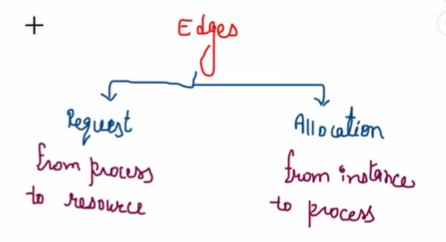 Edges
Request
Allocation
from process
to resource
from instance
to process